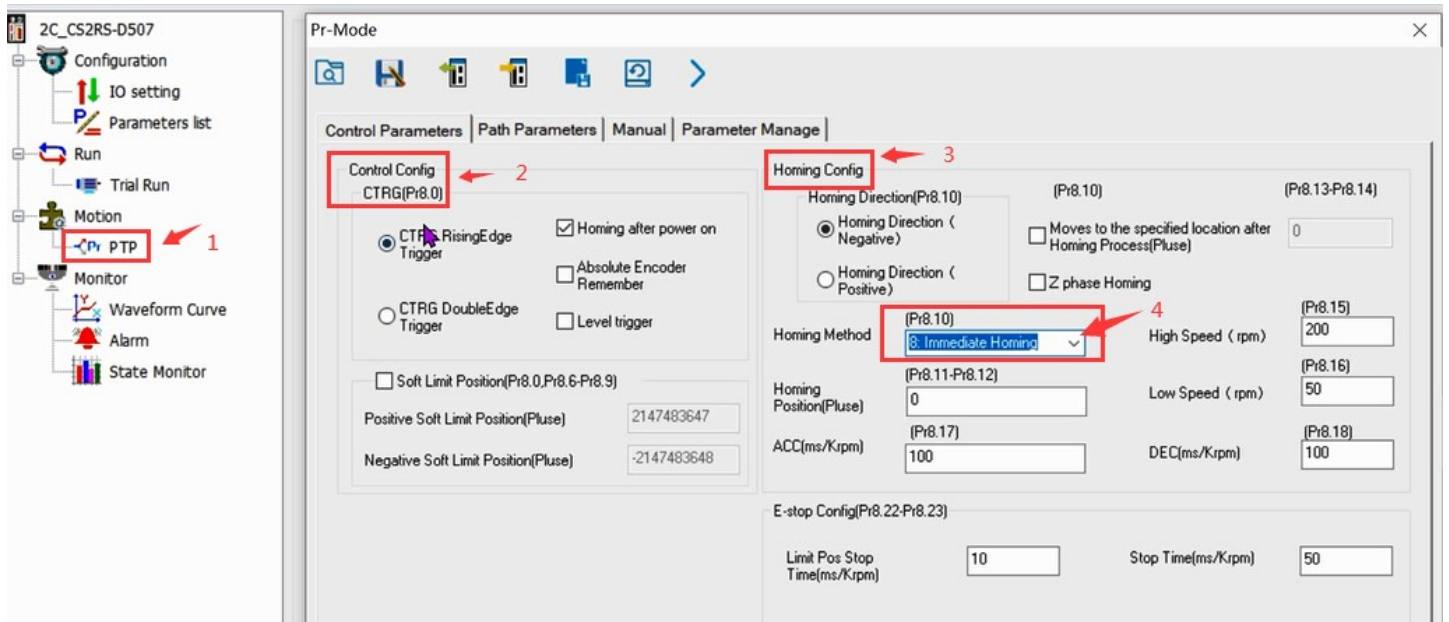 2C_CS2RS-D507
Configuration
IO setting
Parameters list
Run
Trial Run
Motion
Pr PTP
1
Monitor
Waveform Curve
Alarm
State Monitor
Pr-Mode
Control Parameters
Path Parameters
Manual
Parameter Manage
Control Config
2
CTRG(Pr8.0)
CTRG RisingEdge
Trigger
Homing after power on
Absolute Encoder
Remember
CTRG DoubleEdge
Trigger
Level trigger
Soft Limit Position(Pr8.0,Pr8.6-Pr8.9)
Positive Soft Limit Position(Pluse)
2147483647
Negative Soft Limit Position(Pluse)
-2147483648
Homing Config
3
Homing Direction(Pr8.10)
Homing Direction (
Negative)
Homing Direction (
Positive)
(Pr8.10)
(Pr8.13-Pr8.14)
Moves to the specified location after
Homing Process(Pluse)
0
Z phase Homing
Homing Method
(Pr8.10)
8: Immediate Homing
4
High Speed (rpm)
(Pr8.15)
200
Homing
Position(Pluse)
(Pr8.11-Pr8.12)
0
Low Speed (rpm)
(Pr8.16)
50
ACC(ms/Krpm)
(Pr8.17)
100
DEC(ms/Krpm)
(Pr8.18)
100
E-stop Config(Pr8.22-Pr8.23)
Limit Pos Stop
Time(ms/Krpm)
10
Stop Time(ms/Krpm)
50